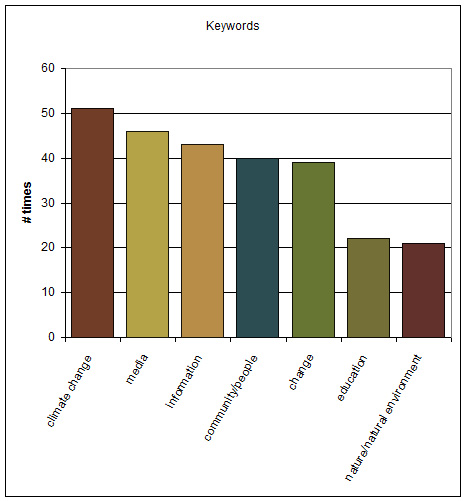 Keywords
# times
60
50
40
30
20
10
0
climate change
media
Information
community/people
change
education
nature/natural environment